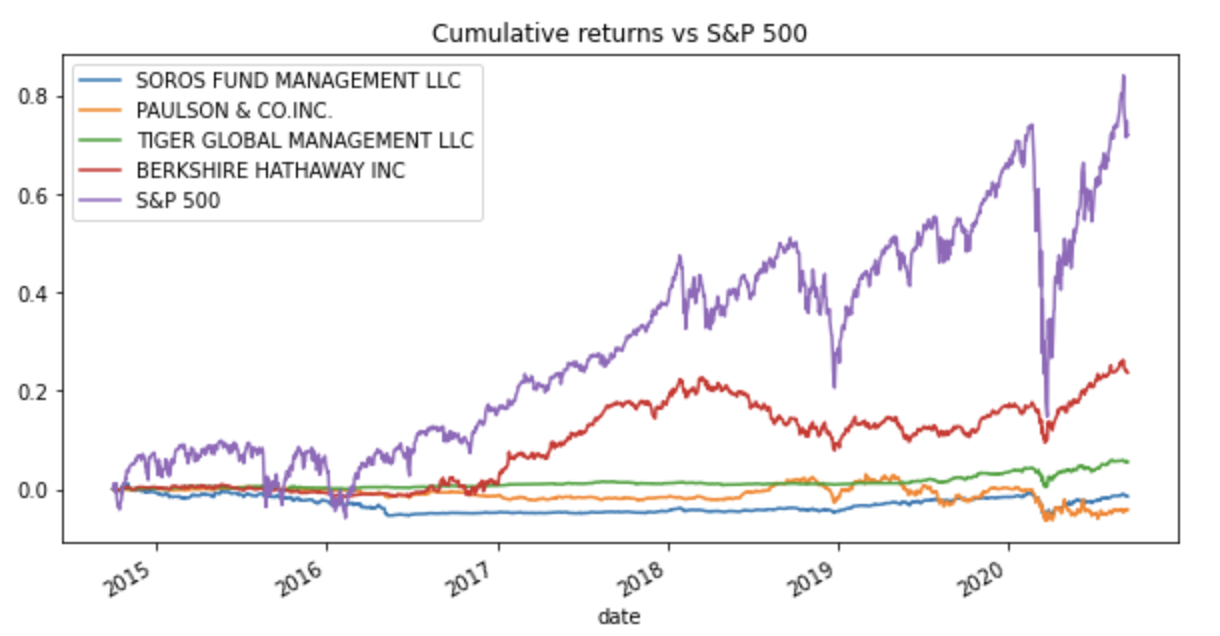 Cumulative returns vs S&P 500
SOROS FUND MANAGEMENT LLC
PAULSON & CO.INC.
TIGER GLOBAL MANAGEMENT LLC
BERKSHIRE HATHAWAY INC
S&P 500
0.8
0.6
0.4
0.2
0.0
2015
2016
2017
2018
2019
2020
date